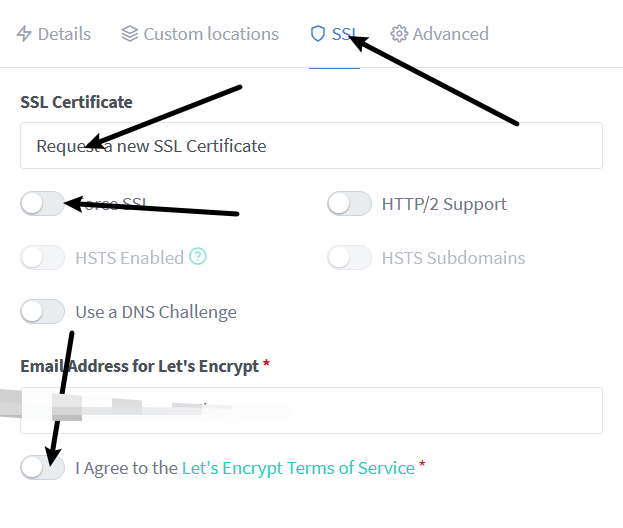 Details Custom locations SSL Advanced
SSL Certificate
Request a new SSL Certificate
Force SSL HTTP/2 Support
HSTS Enabled HSTS Subdomains
Use a DNS Challenge
Email Address for Let's Encrypt *
I Agree to the Let's Encrypt Terms of Service *